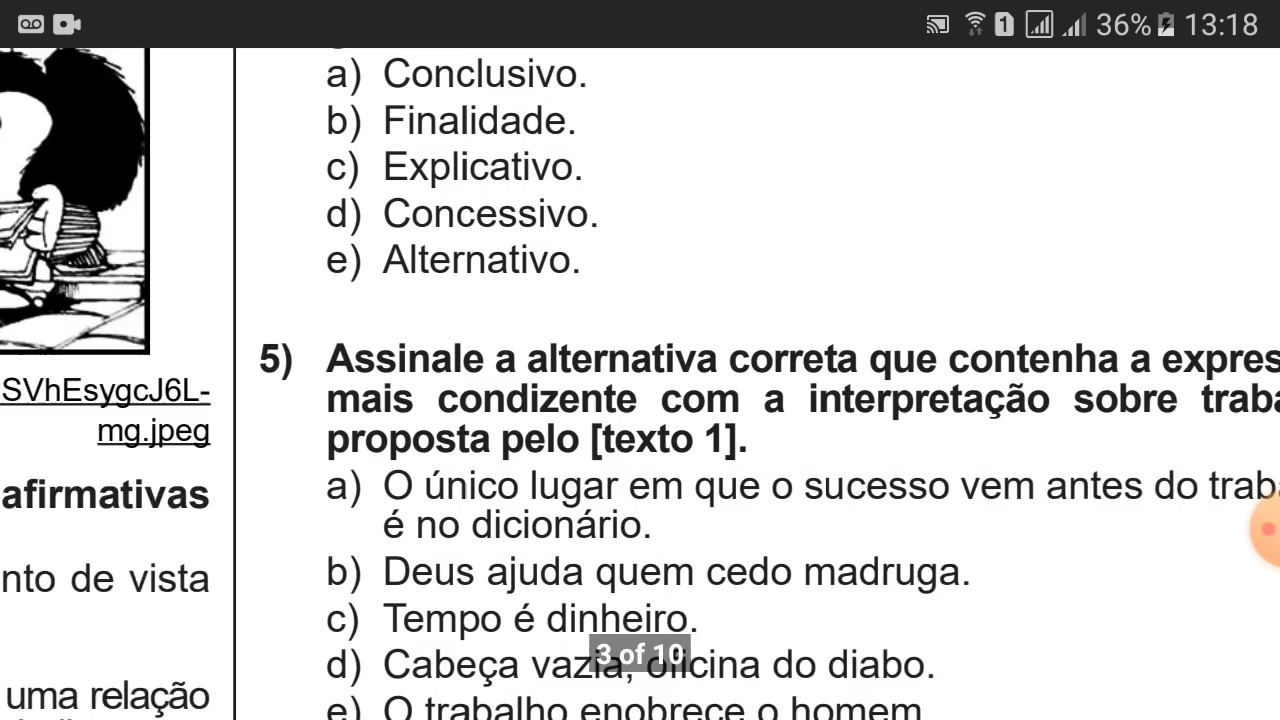 36% 13:18
SVhEsygcJ6L-
mg.jpeg
afirmativas
nto de vista
uma relação
a) Conclusivo.
b) Finalidade.
c) Explicativo.
d) Concessivo.
e) Alternativo.
5) Assinale a alternativa correta que contenha a expres
mais condizente com a interpretação sobre traba
proposta pelo [texto 1].
a) O único lugar em que o sucesso vem antes do trab
é no dicionário.
b) Deus ajuda quem cedo madruga.
c) Tempo é dinheiro.
d) Cabeça vazia, oficina do diabo.
e) O trabalho enobrece o homem
3 of 10